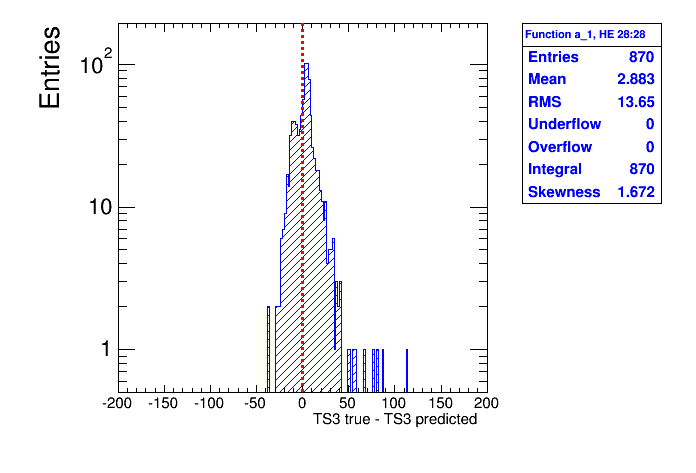 Entries
10²
10
1
-200 -150 -100 -50 0 50 100 150 200
TS3 true - TS3 predicted
Function a_1, HE 28:28
Entries 870
Mean 2.883
RMS 13.65
Underflow 0
Overflow 0
Integral 870
Skewness 1.672